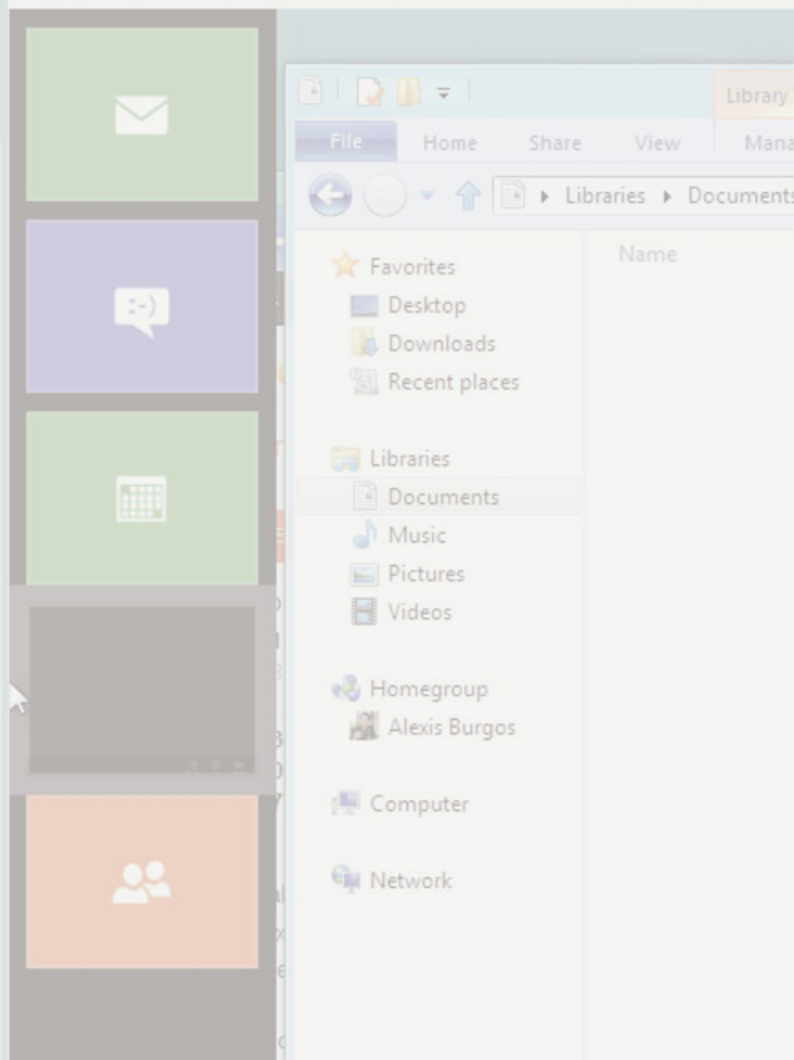 Library
File Home Share View Mana
Libraries Documents
Name
Favorites
Desktop
Downloads
Recent places
Libraries
Documents
Music
Pictures
Videos
Homegroup
Alexis Burgos
Computer
Network
:-)